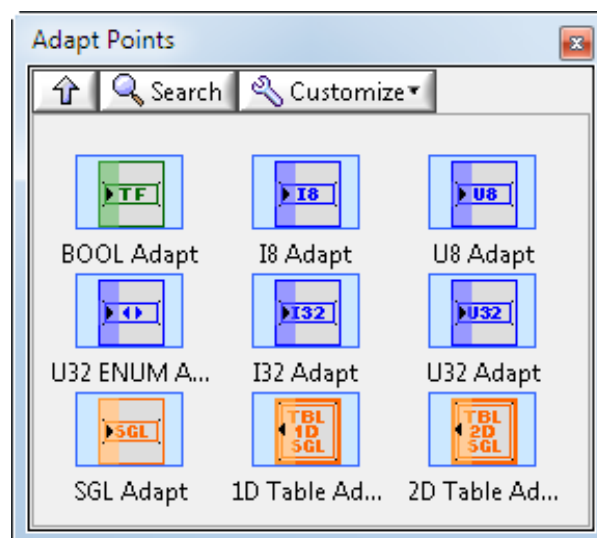 Adapt Points
Search Customize
TF I8 U8
BOOL Adapt I8 Adapt U8 Adapt
I32 U32
U32 ENUM A... I32 Adapt U32 Adapt
SGL TBL 1D SGL TBL 2D SGL
SGL Adapt 1D Table Ad... 2D Table Ad...